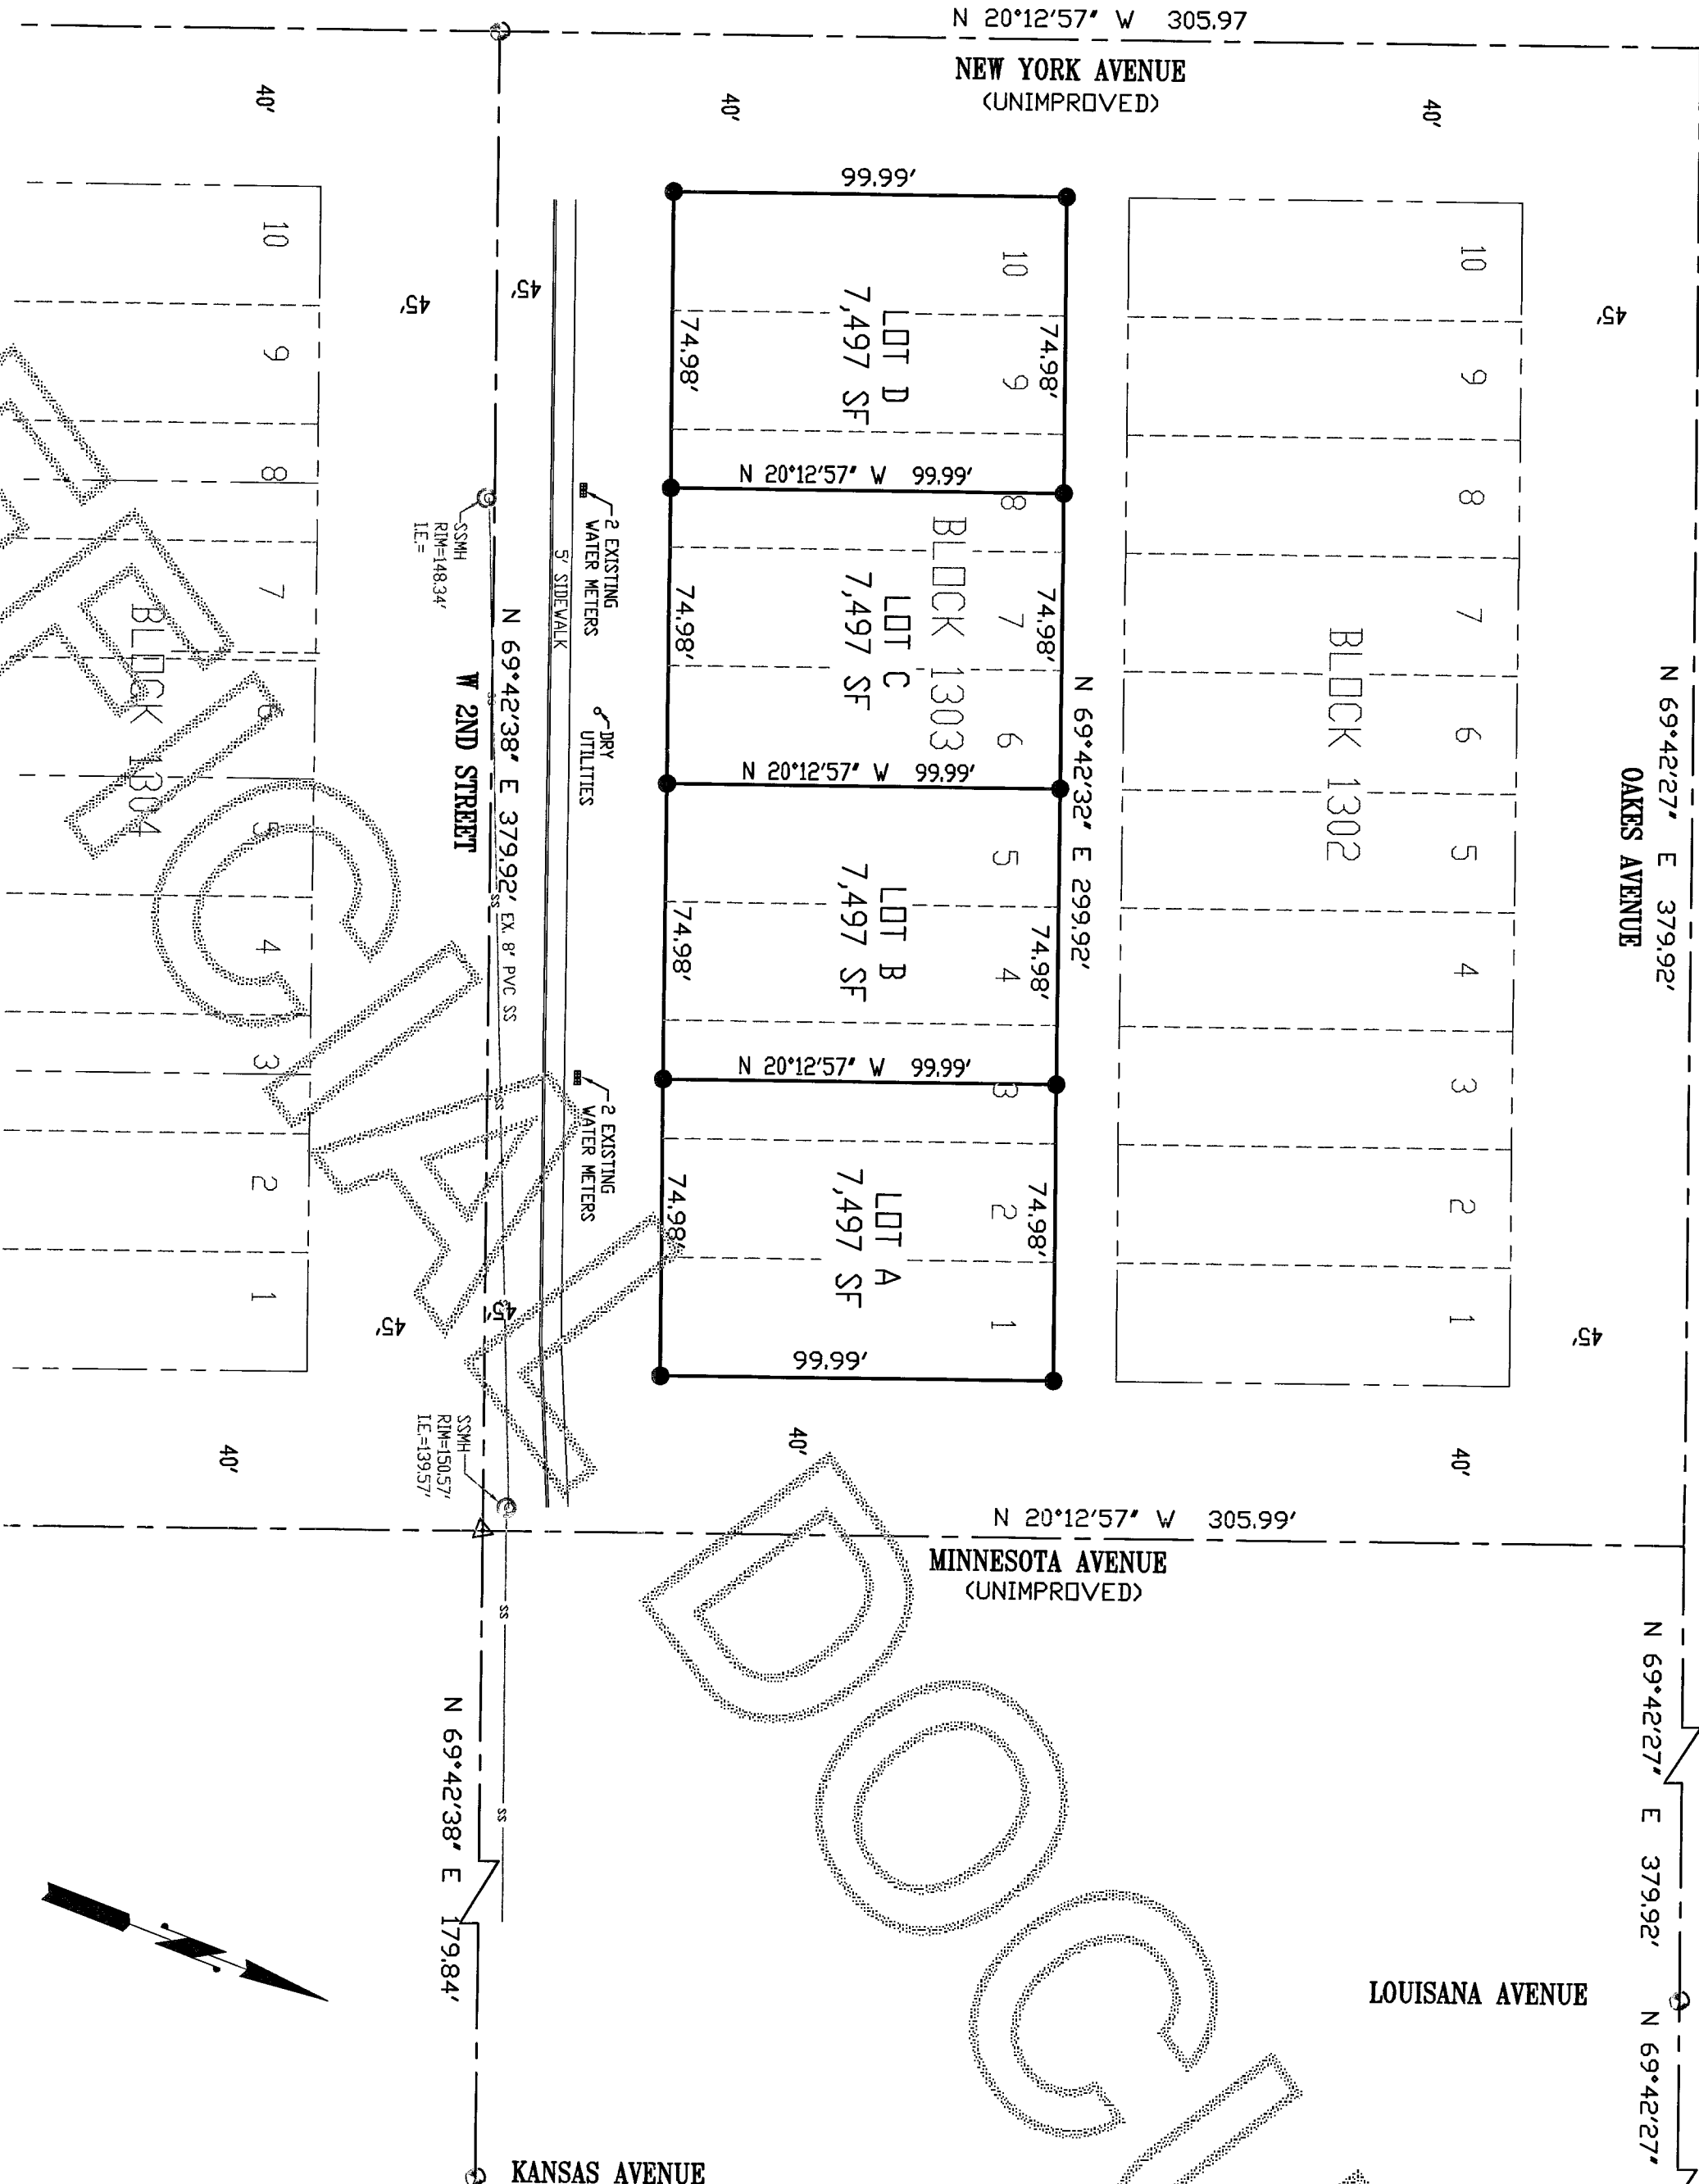 N 20°12'57" W 305.97
NEW YORK AVENUE
(UNIMPROVED)
40'
40'
40'
45'
45'
45'
99.99'
10
9
8
7
6
5
4
3
2
1
BLOCK 1302
10
9
8
7
6
5
4
3
2
1
BLOCK 1303
LOT D
7,497 SF
74.98'
74.98'
N 20°12'57" W 99.99'
LOT C
7,497 SF
74.98'
74.98'
N 20°12'57" W 99.99'
LOT B
7,497 SF
74.98'
74.98'
N 20°12'57" W 99.99'
LOT A
7,497 SF
74.98'
74.98'
99.99'
N 69°42'32" E 299.92'
N 69°42'27" E 379.92'
OAKES AVENUE
10
9
8
7
6
5
4
3
2
1
BLOCK 1304
2 EXISTING
WATER METERS
5' SIDEWALK
DRY
UTILITIES
2 EXISTING
WATER METERS
SSMH
RIM=148.34'
I.E.=
N 69°42'38" E 379.92'
EX. 8" PVC SS
W 2ND STREET
SS
SS
SS
SS
45'
45'
45'
SSMH
RIM=150.57'
I.E.=139.57'
40'
40'
40'
N 20°12'57" W 305.99'
MINNESOTA AVENUE
(UNIMPROVED)
SS
SS
N 69°42'38" E 179.84'
N 69°42'27" E 379.92'
LOUISANA AVENUE
N 69°42'27"
KANSAS AVENUE